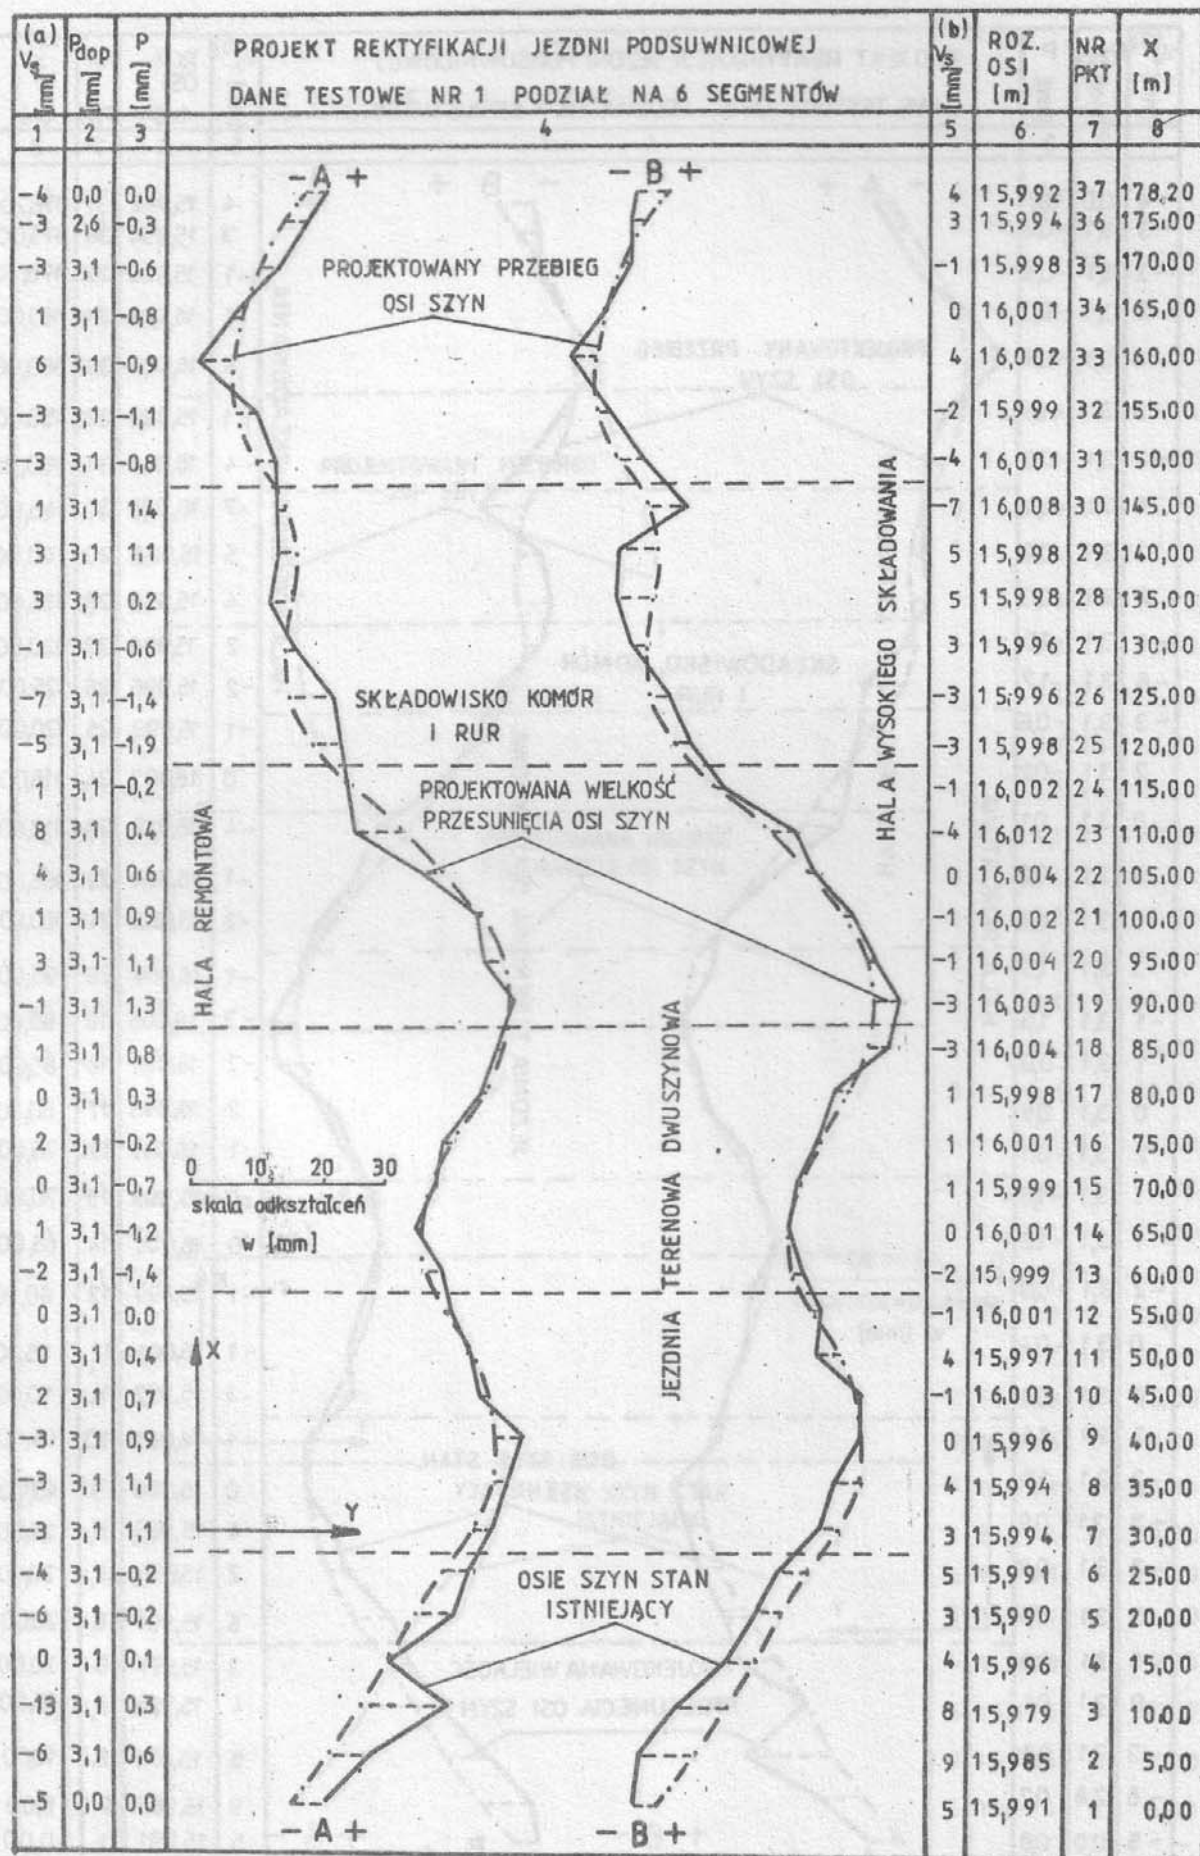 (a) Vs [mm] | Pdop [mm] | P [mm] | PROJEKT REKTYFIKACJI JEZDNI PODSUWNICOWEJ | (b) Vs [mm] | ROZ. OSI [m] | NR PKT | X [m]
DANE TESTOWE NR 1 PODZIAŁ NA 6 SEGMENTÓW
1 2 3 4 5 6 7 8
- A + - B +
-4 0,0 0,0 4 15,992 37 178,20
-3 2,6 -0,3 3 15,994 36 175,00
-3 3,1 -0,6 -1 15,998 35 170,00
PROJEKTOWANY PRZEBIEG
OSI SZYN
1 3,1 -0,8 0 16,001 34 165,00
6 3,1 -0,9 4 16,002 33 160,00
-3 3,1 -1,1 -2 15,999 32 155,00
-3 3,1 -0,8 -4 16,001 31 150,00
1 3,1 1,4 -7 16,008 30 145,00
3 3,1 1,1 5 15,998 29 140,00
3 3,1 0,2 5 15,998 28 135,00
-1 3,1 -0,6 3 15,996 27 130,00
-7 3,1 -1,4 -3 15,996 26 125,00
SKŁADOWISKO KOMÓR
I RUR
HALA WYSOKIEGO SKŁADOWANIA
-5 3,1 -1,9 -3 15,998 25 120,00
1 3,1 -0,2 -1 16,002 24 115,00
PROJEKTOWANA WIELKOŚĆ
PRZESUNIĘCIA OSI SZYN
HALA REMONTOWA
8 3,1 0,4 -4 16,012 23 110,00
4 3,1 0,6 0 16,004 22 105,00
1 3,1 0,9 -1 16,002 21 100,00
3 3,1 1,1 -1 16,004 20 95,00
-1 3,1 1,3 -3 16,003 19 90,00
1 3,1 0,8 -3 16,004 18 85,00
0 3,1 0,3 1 15,998 17 80,00
2 3,1 -0,2 1 16,001 16 75,00
JEZDNIA TERENOWA DWUSZYNOWA
0 10 20 30
skala odkształceń
w [mm]
0 3,1 -0,7 1 15,999 15 70,00
1 3,1 -1,2 0 16,001 14 65,00
-2 3,1 -1,4 -2 15,999 13 60,00
0 3,1 0,0 -1 16,001 12 55,00
X
0 3,1 0,4 4 15,997 11 50,00
2 3,1 0,7 -1 16,003 10 45,00
-3 3,1 0,9 0 15,996 9 40,00
-3 3,1 1,1 4 15,994 8 35,00
Y
-3 3,1 1,1 3 15,994 7 30,00
-4 3,1 -0,2 5 15,991 6 25,00
OSIE SZYN STAN
ISTNIEJĄCY
-6 3,1 -0,2 3 15,990 5 20,00
0 3,1 0,1 4 15,996 4 15,00
-13 3,1 0,3 8 15,979 3 10,00
-6 3,1 0,6 9 15,985 2 5,00
-5 0,0 0,0 5 15,991 1 0,00
- A + - B +